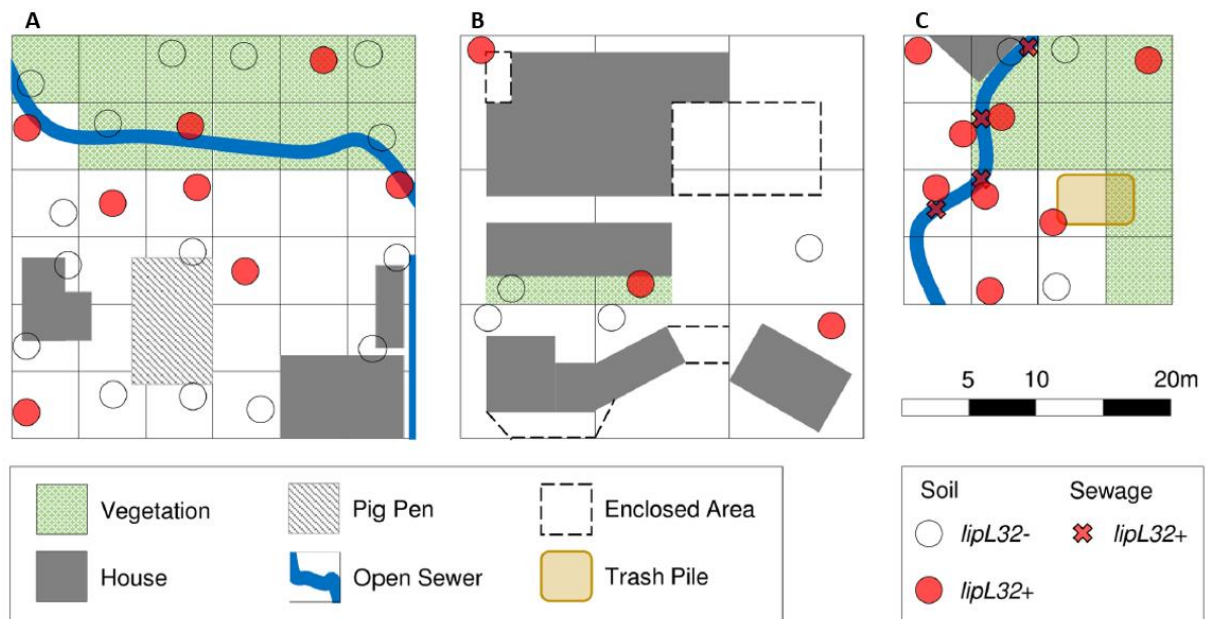 A
B
C
5 10 20m
Vegetation Pig Pen Enclosed Area
House Open Sewer Trash Pile
Soil Sewage
lipL32- lipL32+
lipL32+